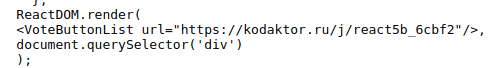 };
ReactDOM.render(
<VoteButtonList url="https://kodaktor.ru/j/react5b_6cbf2"/>,
document.querySelector('div')
);